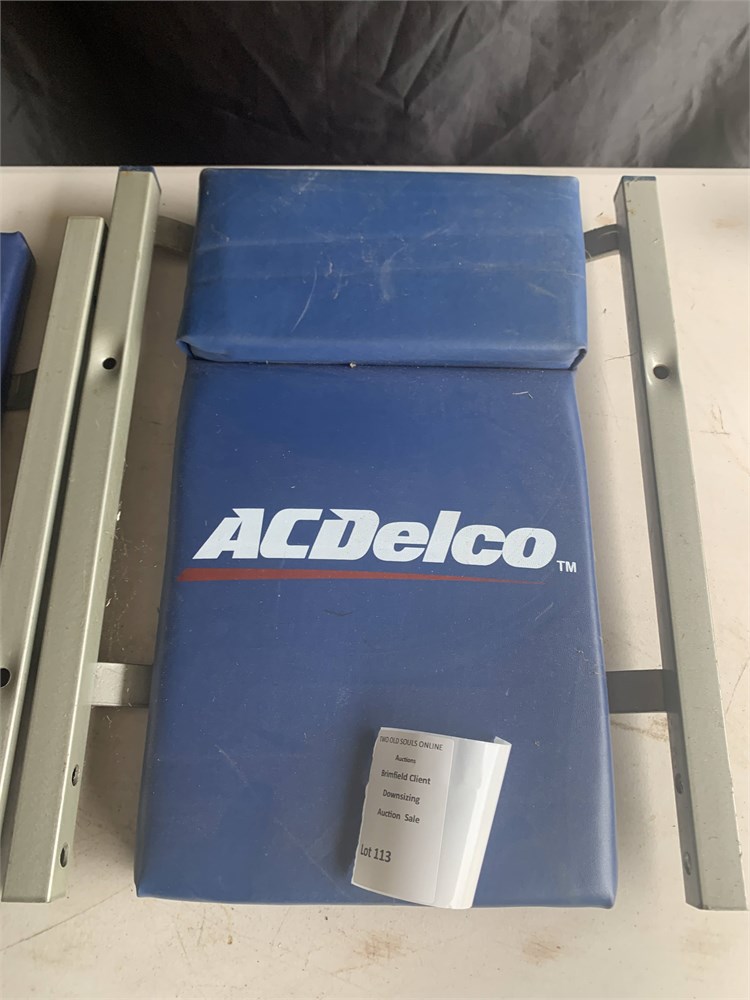 ACDelco TM
TWO OLD SOULS ONLINE
Auctions
Brimfield Client
Downsizing
Auction Sale
Lot 113